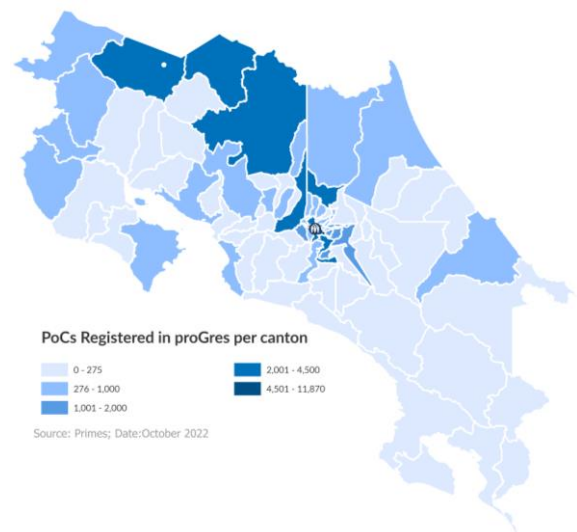 PoCs Registered in proGres per canton
0 - 275
276 - 1,000
1,001 - 2,000
2,001 - 4,500
4,501 - 11,870
Source: Primes; Date:October 2022